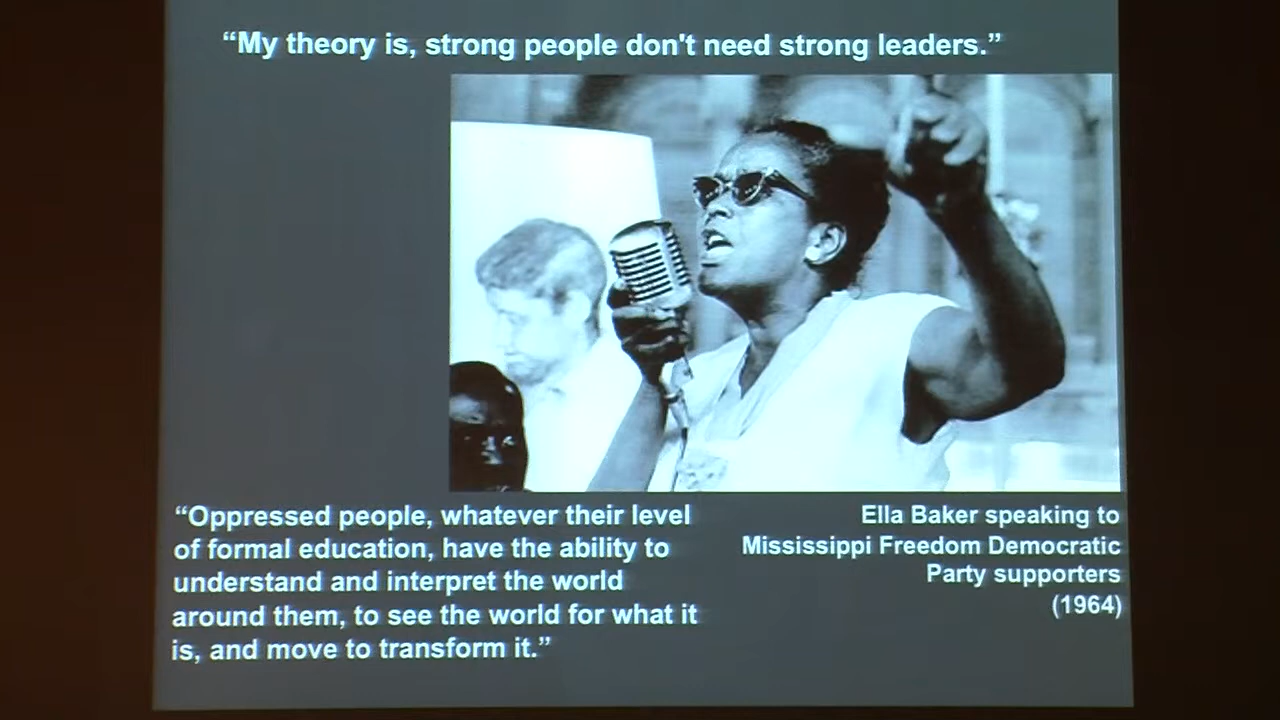 “My theory is, strong people don't need strong leaders.”
“Oppressed people, whatever their level
of formal education, have the ability to
understand and interpret the world
around them, to see the world for what it
is, and move to transform it.”
Ella Baker speaking to
Mississippi Freedom Democratic
Party supporters
(1964)